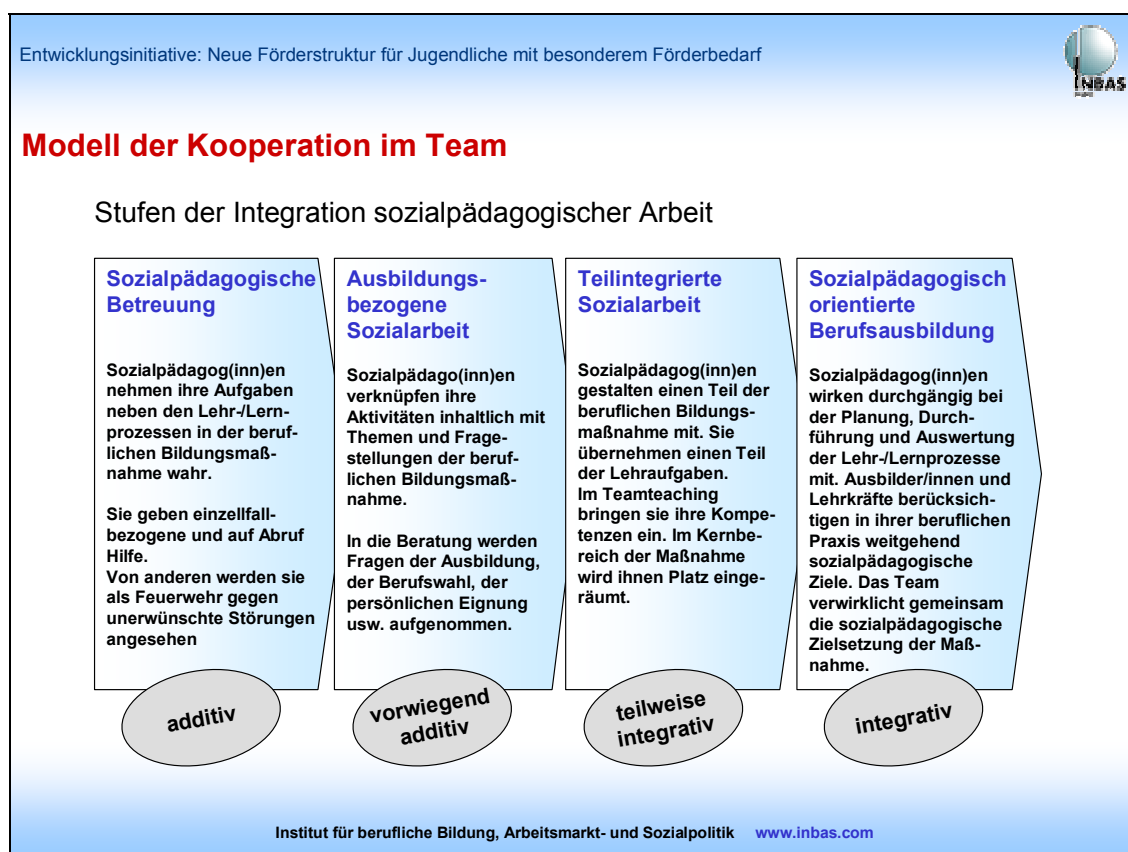 Entwicklungsinitiative: Neue Förderstruktur für Jugendliche mit besonderem Förderbedarf
INBAS
Modell der Kooperation im Team
Stufen der Integration sozialpädagogischer Arbeit
Sozialpädagogische
Betreuung
Sozialpädagog(inn)en
nehmen ihre Aufgaben
neben den Lehr-/Lern-
prozessen in der beruf-
lichen Bildungsmaß-
nahme wahr.
Sie geben einzellfall-
bezogene und auf Abruf
Hilfe.
Von anderen werden sie
als Feuerwehr gegen
unerwünschte Störungen
angesehen
additiv
Ausbildungs-
bezogene
Sozialarbeit
Sozialpädago(inn)en
verknüpfen ihre
Aktivitäten inhaltlich mit
Themen und Frage-
stellungen der beruf-
lichen Bildungsmaß-
nahme.
In die Beratung werden
Fragen der Ausbildung,
der Berufswahl, der
persönlichen Eignung
usw. aufgenommen.
vorwiegend
additiv
Teilintegrierte
Sozialarbeit
Sozialpädagog(inn)en
gestalten einen Teil der
beruflichen Bildungs-
maßnahme mit. Sie
übernehmen einen Teil
der Lehraufgaben.
Im Teamteaching
bringen sie ihre Kompe-
tenzen ein. Im Kernbe-
reich der Maßnahme
wird ihnen Platz einge-
räumt.
teilweise
integrativ
Sozialpädagogisch
orientierte
Berufsausbildung
Sozialpädagog(inn)en
wirken durchgängig bei
der Planung, Durch-
führung und Auswertung
der Lehr-/Lernprozesse
mit. Ausbilder/innen und
Lehrkräfte berücksich-
tigen in ihrer beruflichen
Praxis weitgehend
sozialpädagogische
Ziele. Das Team
verwirklicht gemeinsam
die sozialpädagogische
Zielsetzung der Maß-
nahme.
integrativ
Institut für berufliche Bildung, Arbeitsmarkt- und Sozialpolitik www.inbas.com